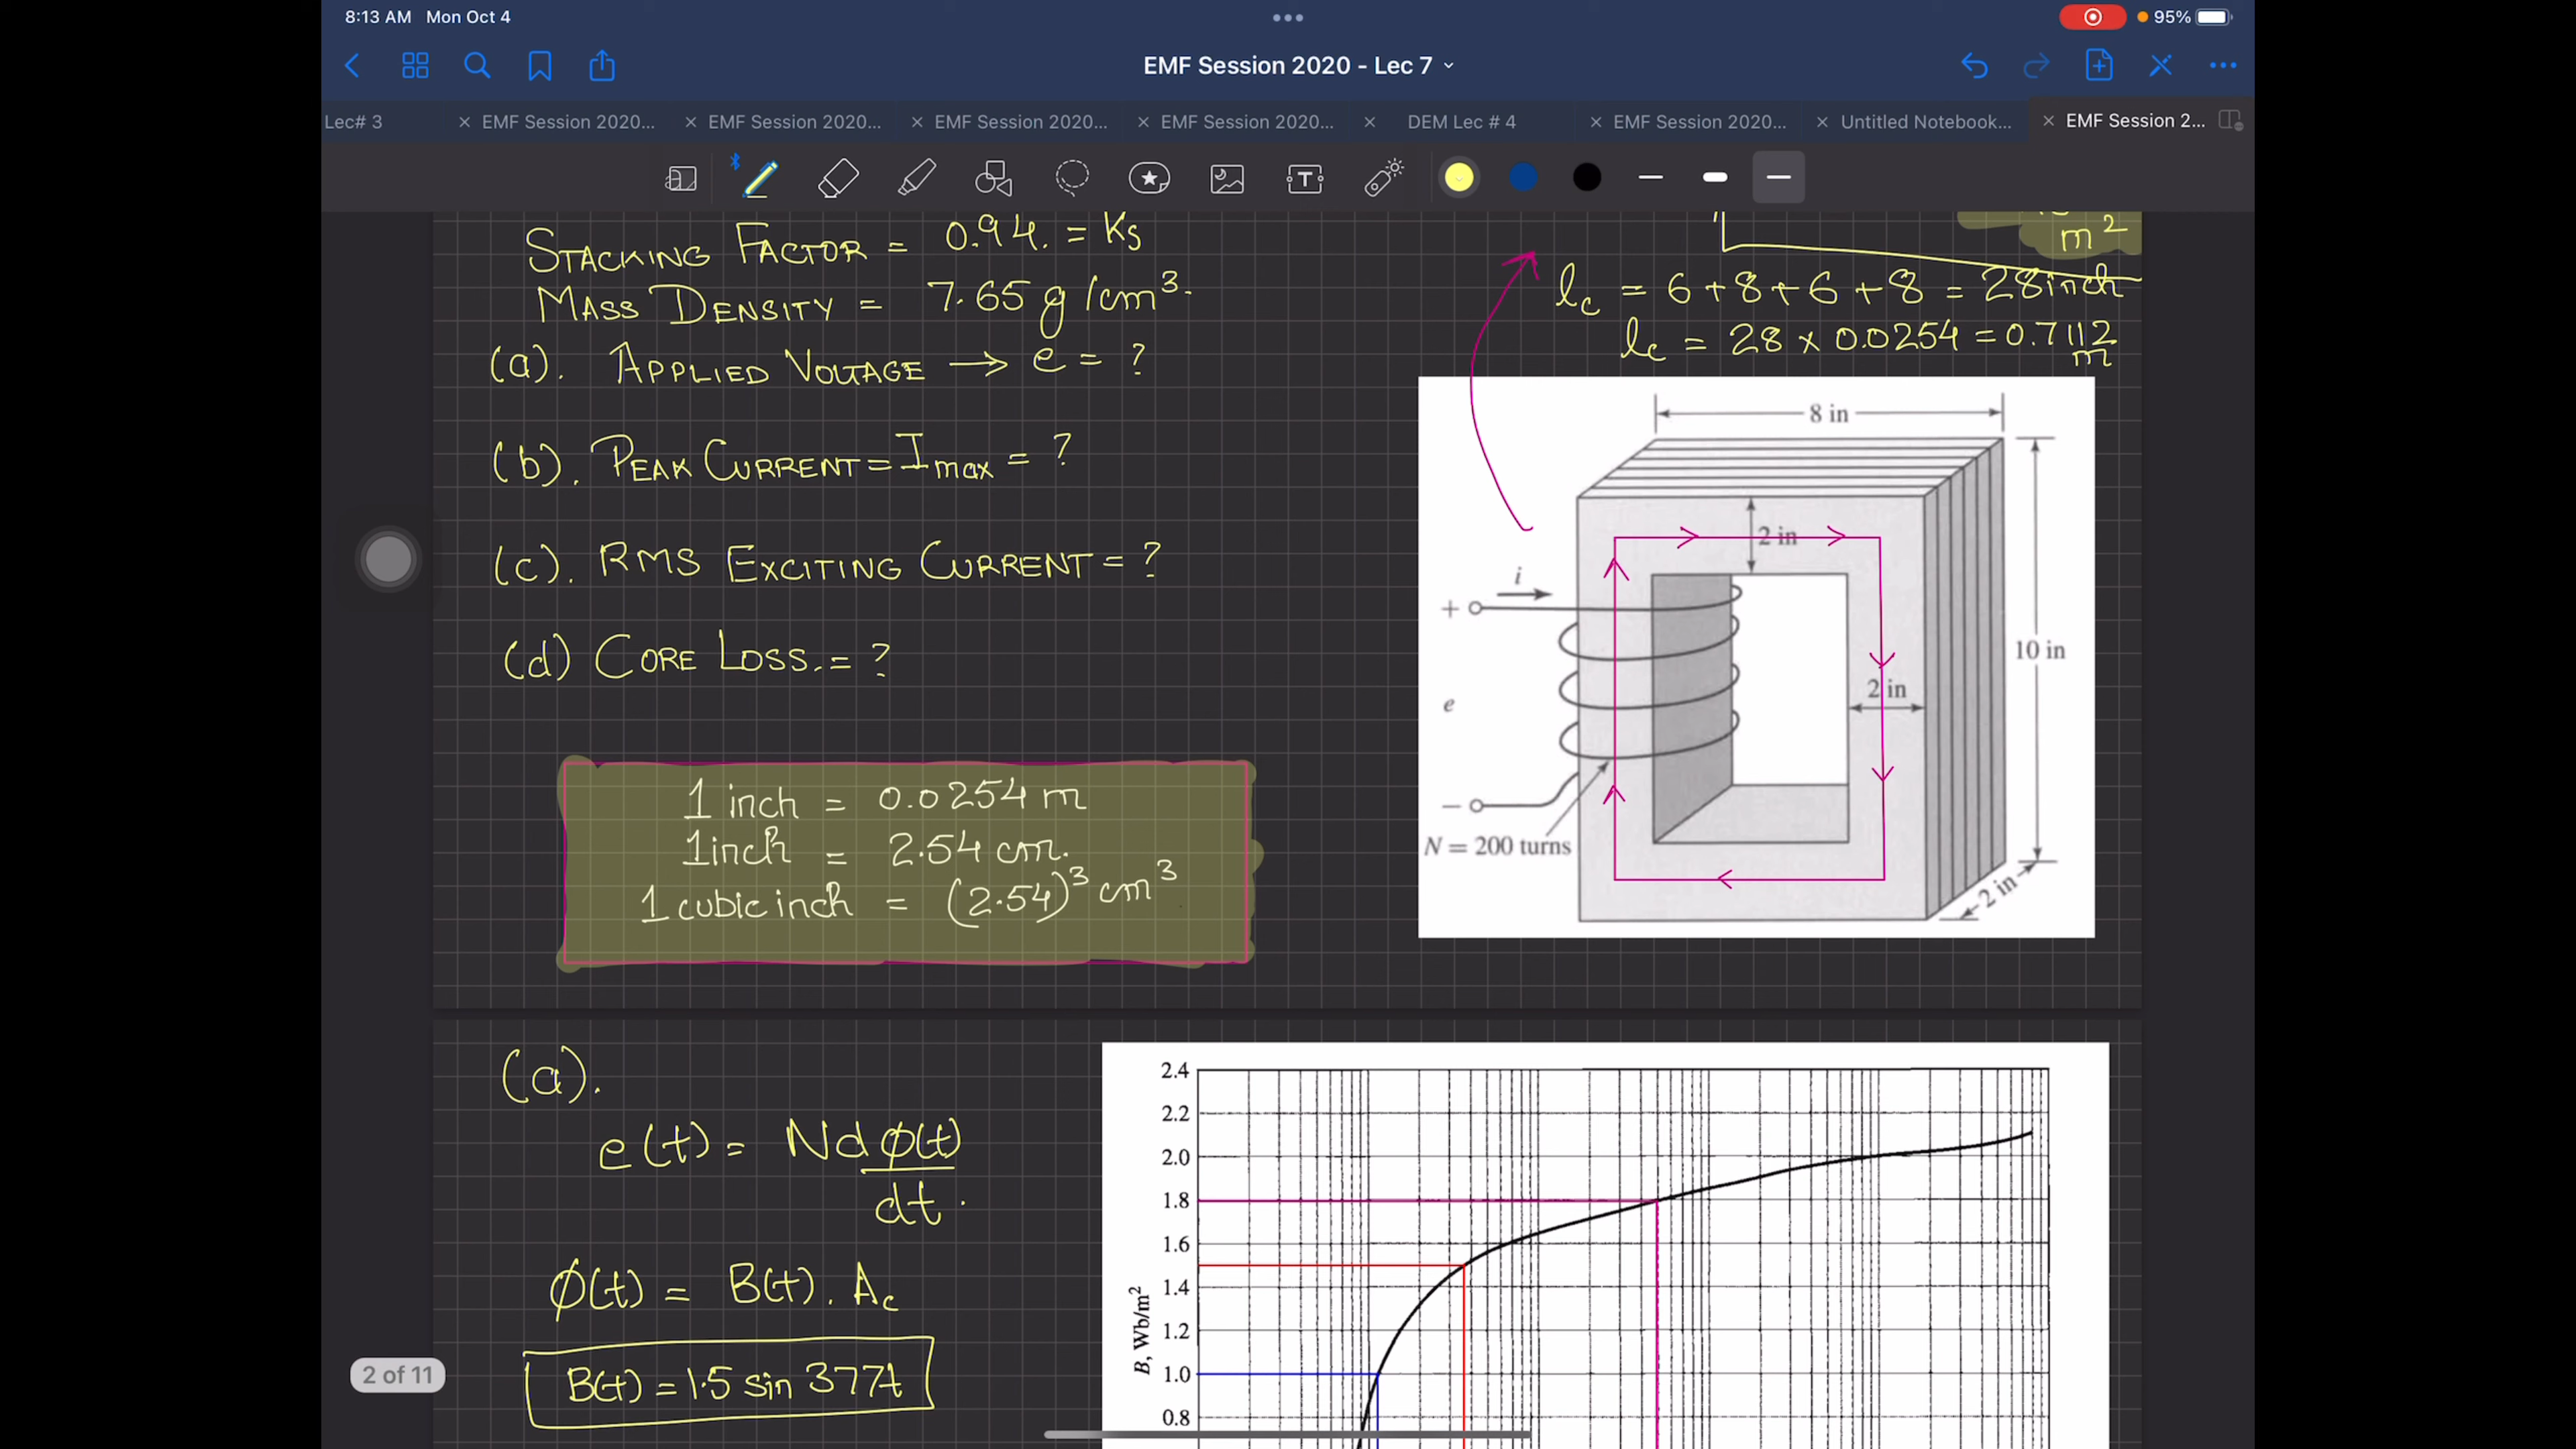 8:13 AM Mon Oct 4
95%
EMF Session 2020 - Lec 7
Lec# 3
EMF Session 2020...
EMF Session 2020...
EMF Session 2020...
EMF Session 2020...
DEM Lec # 4
EMF Session 2020...
Untitled Notebook...
EMF Session 2...
STACKING FACTOR = 0.94. = Ks
MASS DENSITY = 7.65 g/cm³.
(a). APPLIED VOLTAGE → e = ?
(b). PEAK CURRENT = Imax = ?
(c). RMS EXCITING CURRENT = ?
(d) CORE LOSS. = ?
1 inch = 0.0254 m
1 inch = 2.54 cm.
1 cubic inch = (2.54)³ cm³
m²
lc = 6+8+6+8 = 28 inch
lc = 28 × 0.0254 = 0.7112
m
8 in
2 in
i
+
10 in
2 in
e
−
N = 200 turns
2 in
(a).
e(t) = Ndφ(t)
dt.
φ(t) = B(t). Ac
B(t) = 1.5 sin 377t
2.4
2.2
2.0
1.8
1.6
1.4
1.2
1.0
0.8
B, Wb/m²
2 of 11